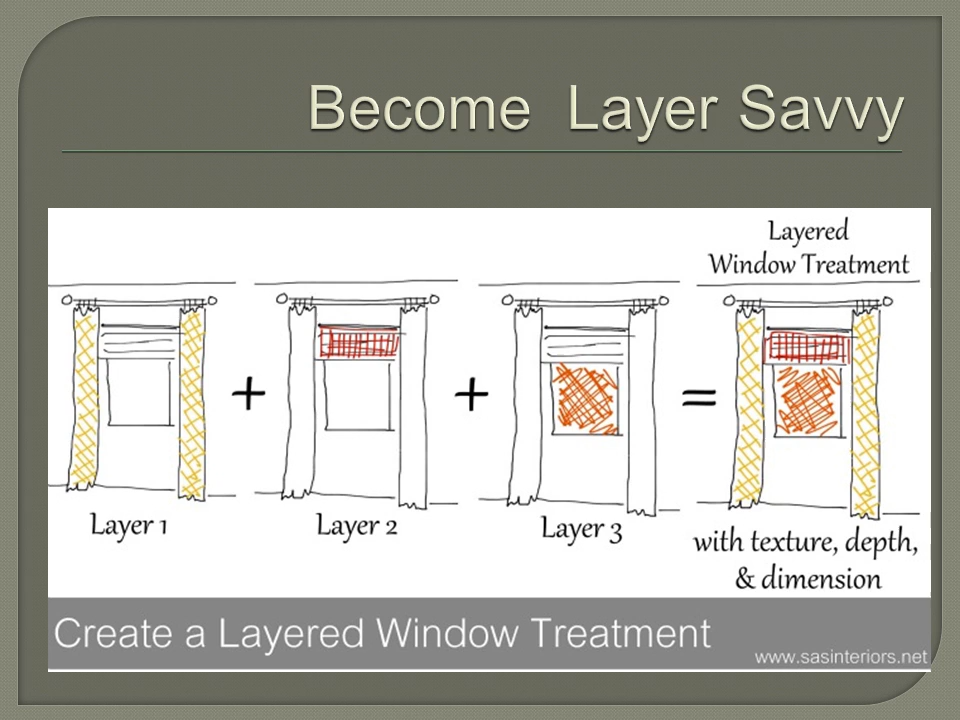 Become Layer Savvy
Layered
Window Treatment
+
+
=
Layer 1
Layer 2
Layer 3
with texture, depth,
& dimension
Create a Layered Window Treatment
www.sasinteriors.net